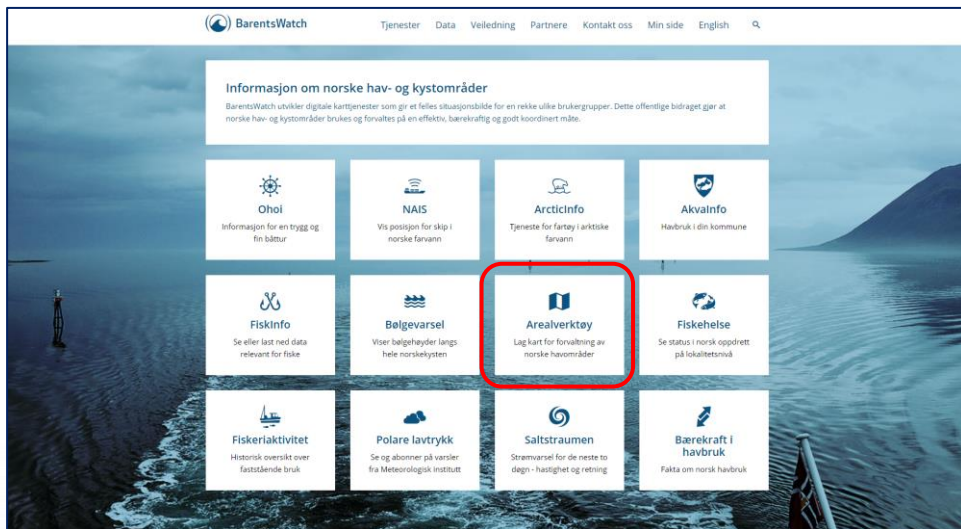 BarentsWatch
Tjenester Data Veiledning Partnere Kontakt oss Min side English
Informasjon om norske hav- og kystområder
BarentsWatch utvikler digitale karttjenester som gir et felles situasjonsbilde for en rekke ulike brukergrupper. Dette offentlige bidraget gjør at
norske hav- og kystområder brukes og forvaltes på en effektiv, bærekraftig og godt koordinert måte.
Ohoi
Informasjon for en trygg og
fin båttur
NAIS
Vis posisjon for skip i
norske farvann
ArcticInfo
Tjeneste for fartøy i arktiske
farvann
AkvaInfo
Havbruk i din kommune
FiskInfo
Se eller last ned data
relevant for fiske
Bølgevarsel
Viser bølgehøyder langs
hele norskekysten
Arealverktøy
Lag kart for forvaltning av
norske havområder
Fiskehelse
Se status i norsk oppdrett
på lokalitetsnivå
Fiskeriaktivitet
Historisk oversikt over
faststående bruk
Polare lavtrykk
Se og abonner på varsler
fra Meteorologisk institutt
Saltstraumen
Strømvarsel for de neste to
døgn - hastighet og retning
Bærekraft i
havbruk
Fakta om norsk havbruk